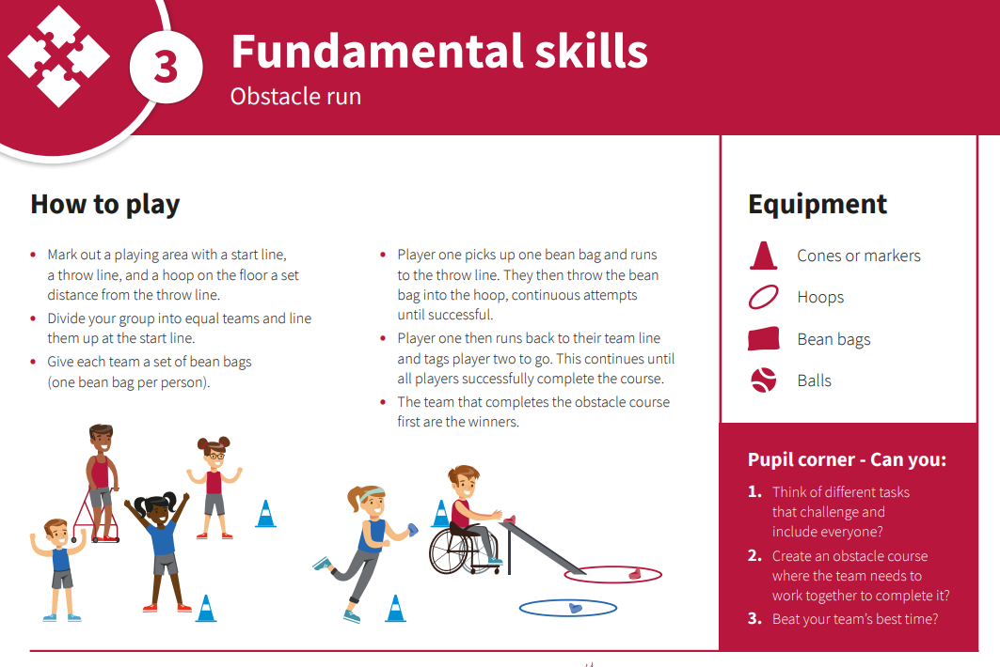 3
Fundamental skills
Obstacle run
How to play
• Mark out a playing area with a start line,
a throw line, and a hoop on the floor a set
distance from the throw line.
• Divide your group into equal teams and line
them up at the start line.
• Give each team a set of bean bags
(one bean bag per person).
• Player one picks up one bean bag and runs
to the throw line. They then throw the bean
bag into the hoop, continuous attempts
until successful.
• Player one then runs back to their team line
and tags player two to go. This continues until
all players successfully complete the course.
• The team that completes the obstacle course
first are the winners.
Equipment
Cones or markers
Hoops
Bean bags
Balls
Pupil corner - Can you:
1. Think of different tasks
that challenge and
include everyone?
2. Create an obstacle course
where the team needs to
work together to complete it?
3. Beat your team's best time?